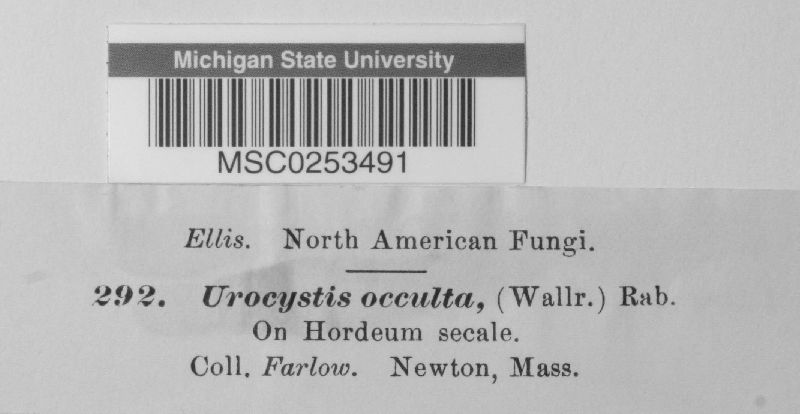 Michigan State University
MSC0253491
Ellis. North American Fungi.
292. Urocystis occulta, (Wallr.) Rab.
On Hordeum secale.
Coll. Farlow. Newton, Mass.